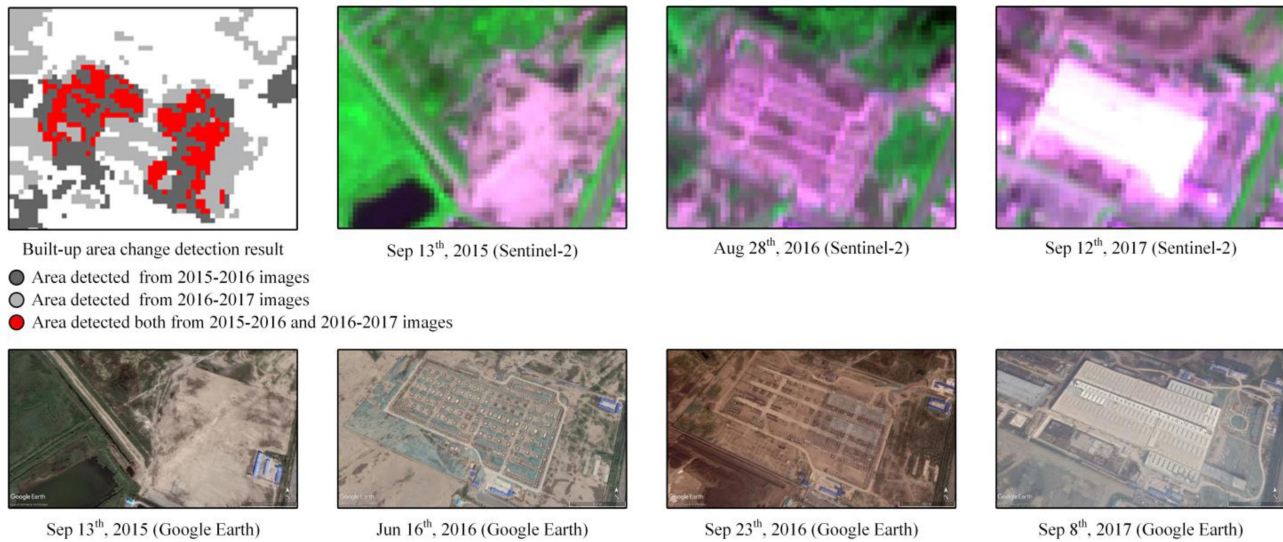 Built-up area change detection result
Sep 13th, 2015 (Sentinel-2)
Aug 28th, 2016 (Sentinel-2)
Sep 12th, 2017 (Sentinel-2)
Area detected from 2015-2016 images
Area detected from 2016-2017 images
Area detected both from 2015-2016 and 2016-2017 images
Google Earth
Google Earth
Google Earth
Google Earth
Sep 13th, 2015 (Google Earth)
Jun 16th, 2016 (Google Earth)
Sep 23th, 2016 (Google Earth)
Sep 8th, 2017 (Google Earth)